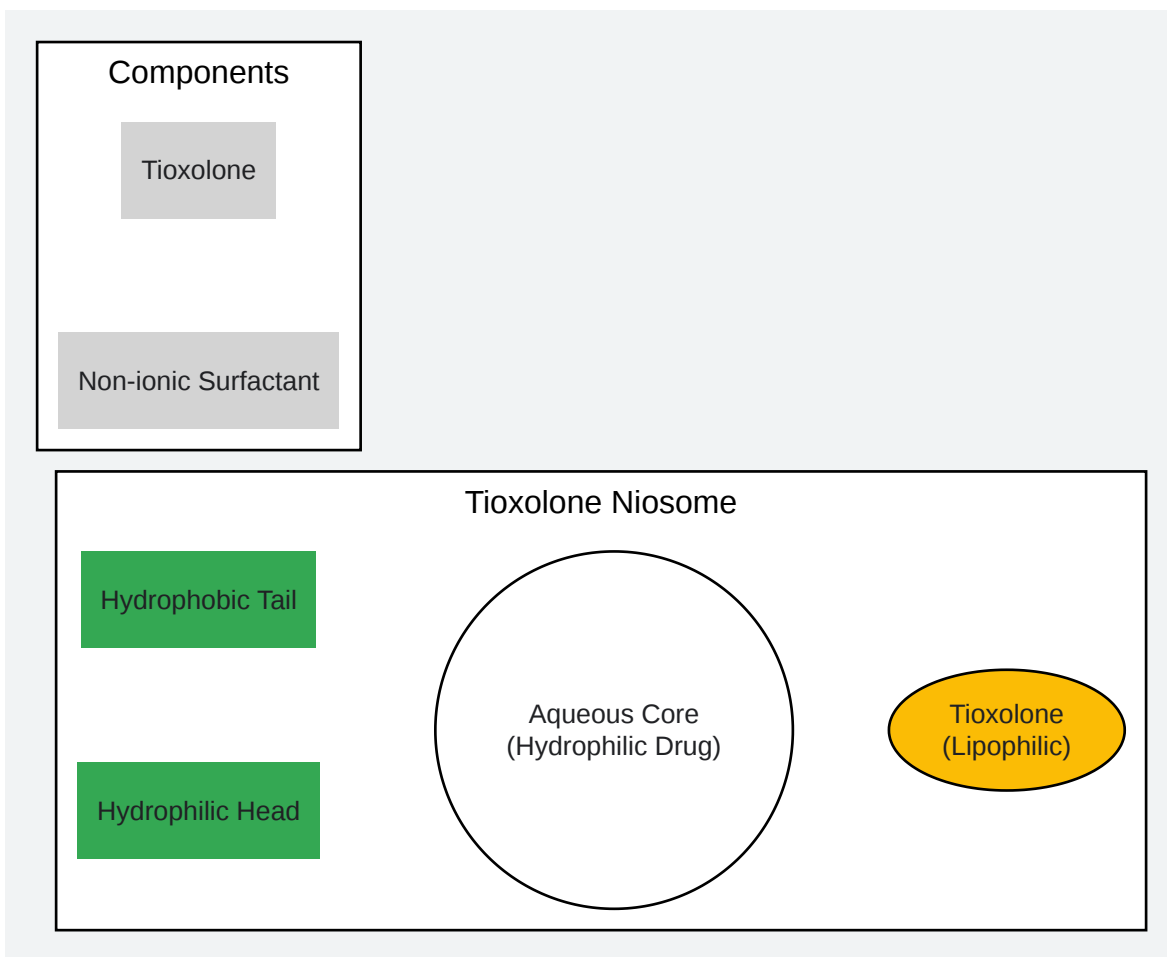 Components
Tioxolone
Non-ionic Surfactant
Tioxolone Niosome
Hydrophobic Tail
Hydrophilic Head
Aqueous Core
(Hydrophilic Drug)
Tioxolone
(Lipophilic)